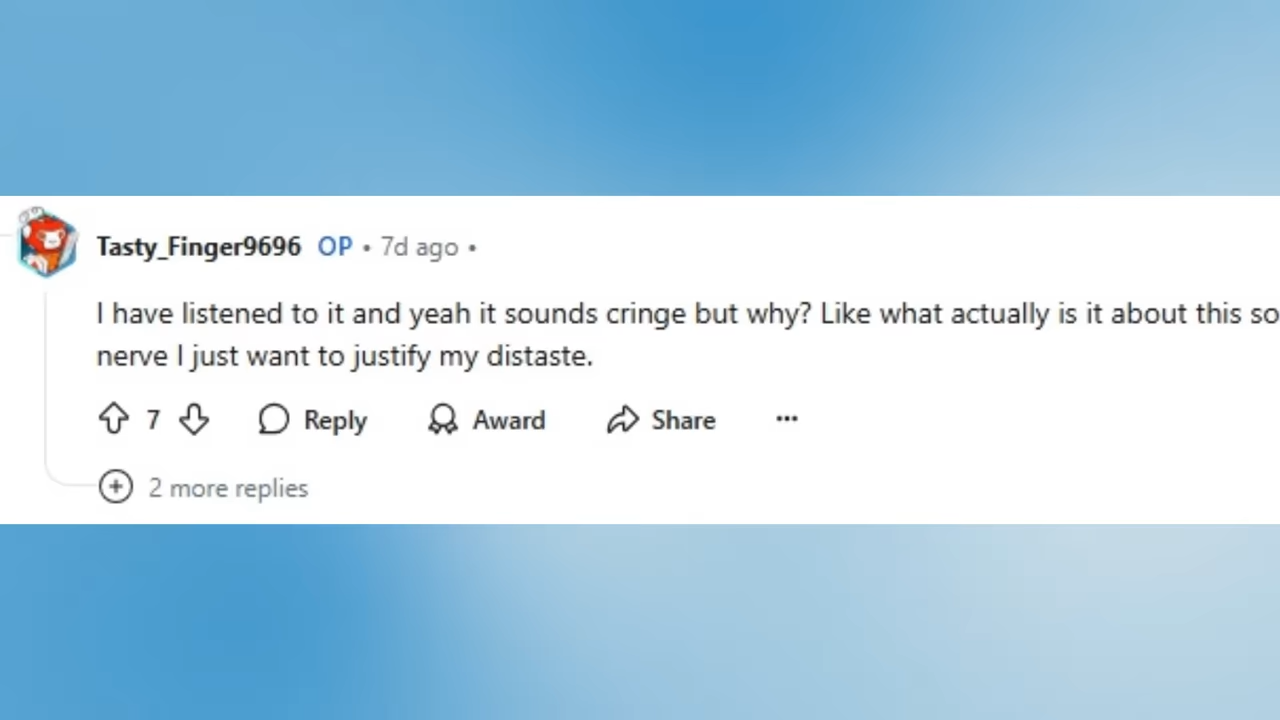 Tasty_Finger9696 OP • 7d ago •
I have listened to it and yeah it sounds cringe but why? Like what actually is it about this so
nerve I just want to justify my distaste.
7 Reply Award Share ...
2 more replies